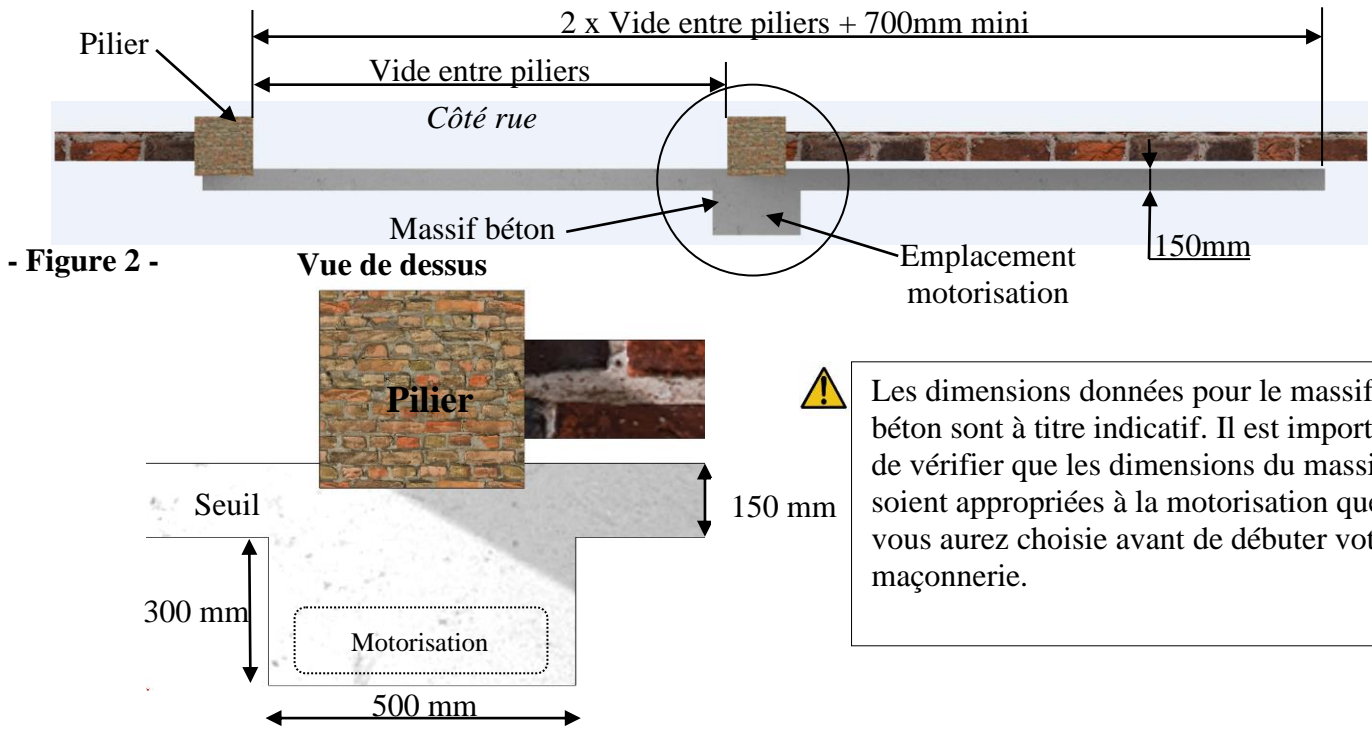 2 x Vide entre piliers + 700mm mini
Pilier
Vide entre piliers
Côté rue
Massif béton
Emplacement
motorisation
150mm
- Figure 2 -
Vue de dessus
Pilier
Seuil
150 mm
300 mm
Motorisation
500 mm
Les dimensions données pour le massif
béton sont à titre indicatif. Il est import
de vérifier que les dimensions du massi
soient appropriées à la motorisation que
vous aurez choisie avant de débuter vot
maçonnerie.